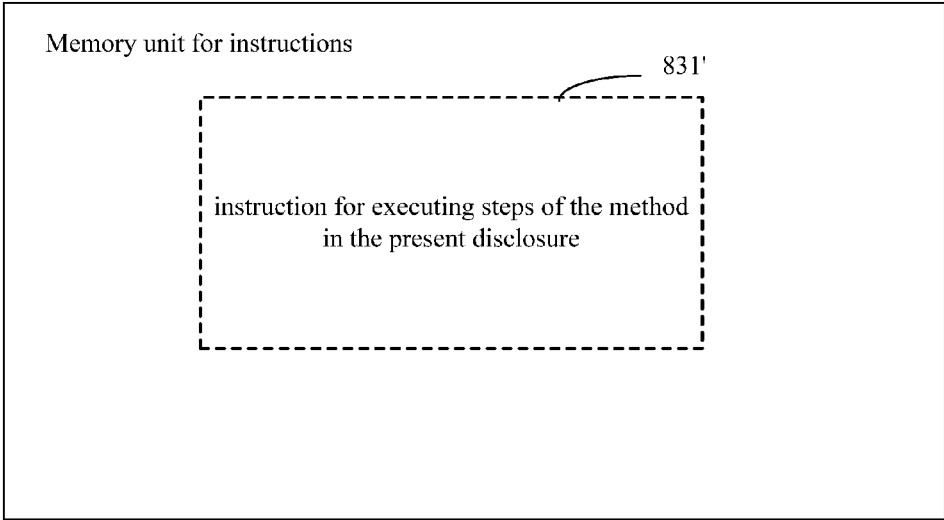 Memory unit for instructions
831'
instruction for executing steps of the method
in the present disclosure